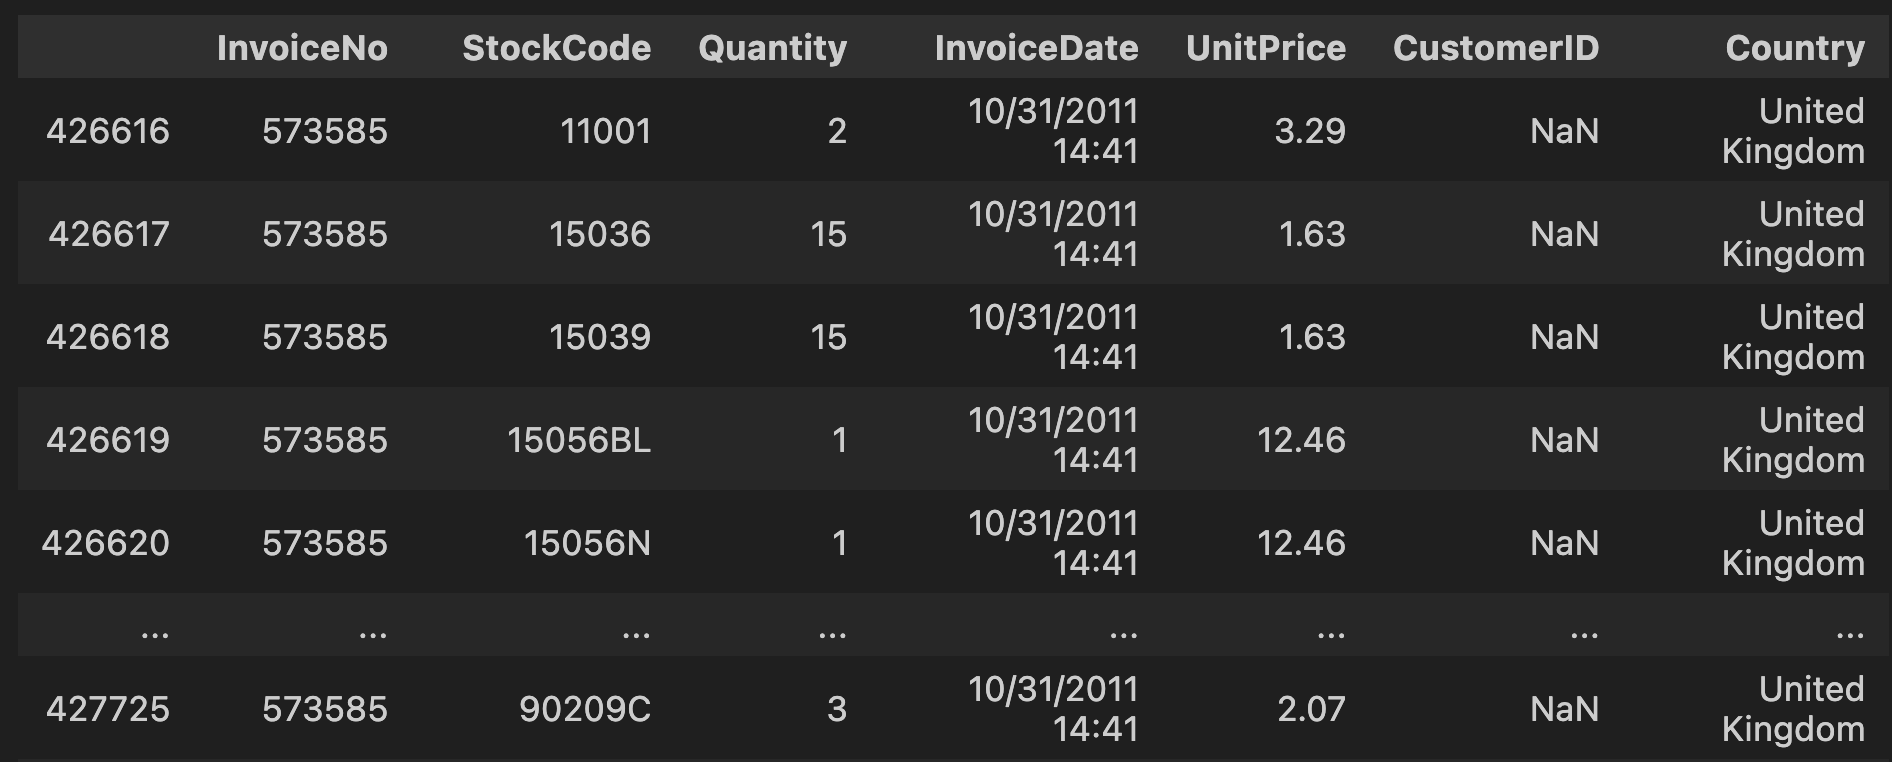 InvoiceNo StockCode Quantity InvoiceDate UnitPrice CustomerID Country
426616 573585 11001 2 10/31/2011 14:41 3.29 NaN United Kingdom
426617 573585 15036 15 10/31/2011 14:41 1.63 NaN United Kingdom
426618 573585 15039 15 10/31/2011 14:41 1.63 NaN United Kingdom
426619 573585 15056BL 1 10/31/2011 14:41 12.46 NaN United Kingdom
426620 573585 15056N 1 10/31/2011 14:41 12.46 NaN United Kingdom
... ... ... ... ... ... ... ...
427725 573585 90209C 3 10/31/2011 14:41 2.07 NaN United Kingdom